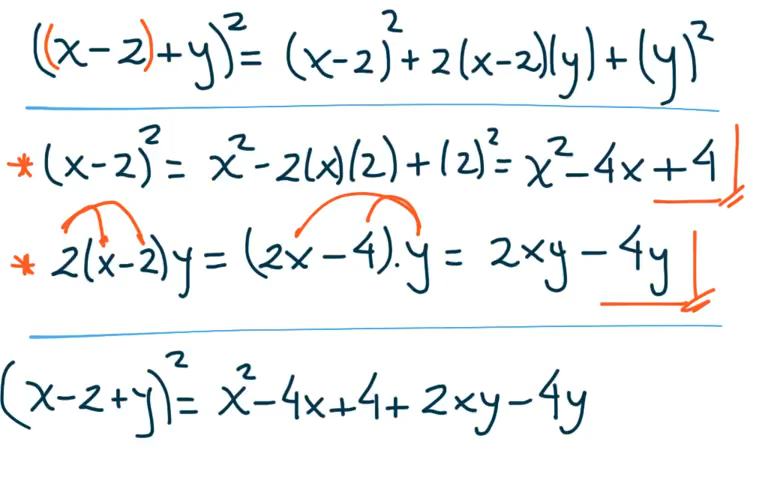 ((x-2)+y)² = (x-2)² + 2(x-2)(y) + (y)²
* (x-2)² = x² - 2(x)(2) + (2)² = x² - 4x + 4
* 2(x-2)y = (2x - 4).y = 2xy - 4y
(x-2+y)² = x² - 4x + 4 + 2xy - 4y